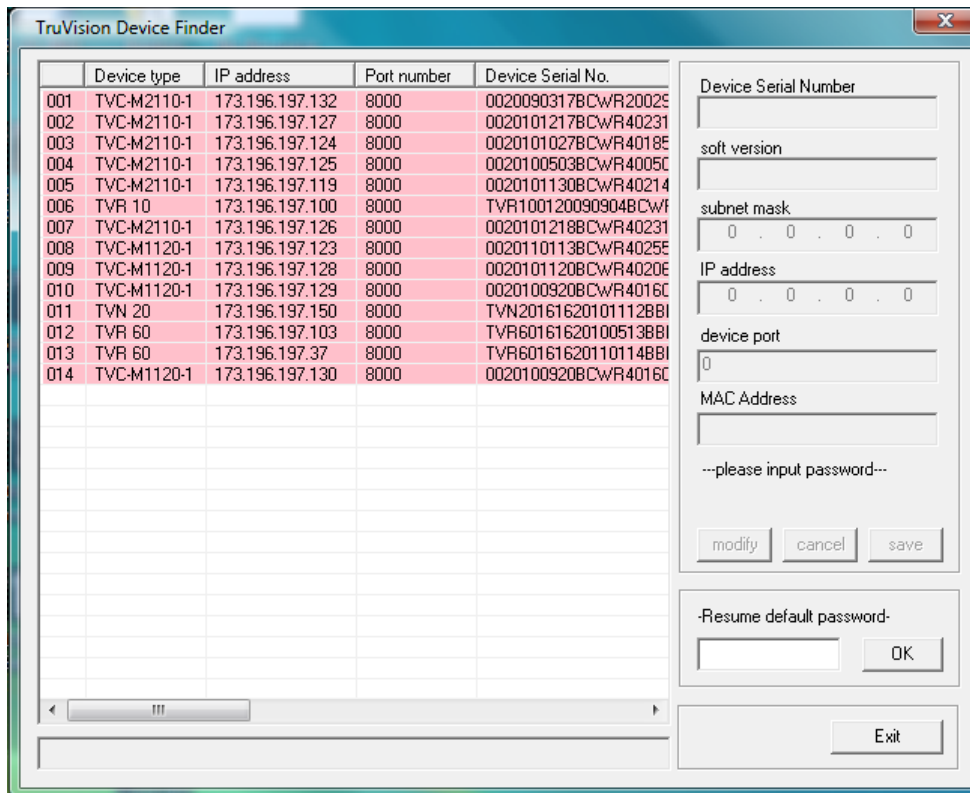 TruVision Device Finder
Device type IP address Port number Device Serial No.
001 TVC-M2110-1 173.196.197.132 8000 0020090317BCWR20029
002 TVC-M2110-1 173.196.197.127 8000 0020101217BCWR40231
003 TVC-M2110-1 173.196.197.124 8000 0020101027BCWR40185
004 TVC-M2110-1 173.196.197.125 8000 0020100503BCWR4005
005 TVC-M2110-1 173.196.197.119 8000 0020101130BCWR40214
006 TVR 10 173.196.197.100 8000 TVR100120090904BCW
007 TVC-M2110-1 173.196.197.126 8000 0020101218BCWR40231
008 TVC-M1120-1 173.196.197.123 8000 0020110113BCWR40255
009 TVC-M1120-1 173.196.197.128 8000 0020101120BCWR4020
010 TVC-M1120-1 173.196.197.129 8000 0020100920BCWR4016
011 TVN 20 173.196.197.150 8000 TVN20161620101112BB
012 TVR 60 173.196.197.103 8000 TVR60161620100513BB
013 TVR 60 173.196.197.37 8000 TVR60161620110114BB
014 TVC-M1120-1 173.196.197.130 8000 0020100920BCWR4016
Device Serial Number
soft version
subnet mask
0 . 0 . 0 . 0
IP address
0 . 0 . 0 . 0
device port
0
MAC Address
---please input password---
modify cancel save
-Resume default password-
OK
Exit